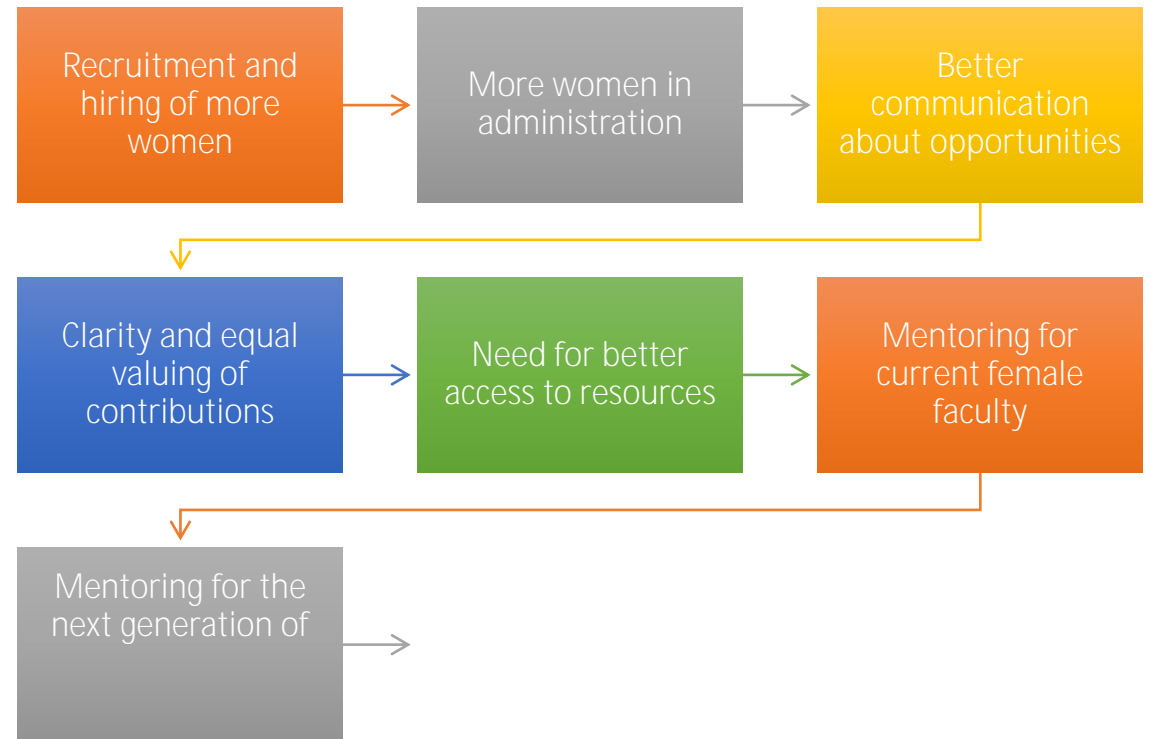 Recruitment and
hiring of more
women
More women in
administration
Better
communication
about opportunities
Clarity and equal
valuing of
contributions
Need for better
access to resources
Mentoring for
current female
faculty
Mentoring for the
next generation of